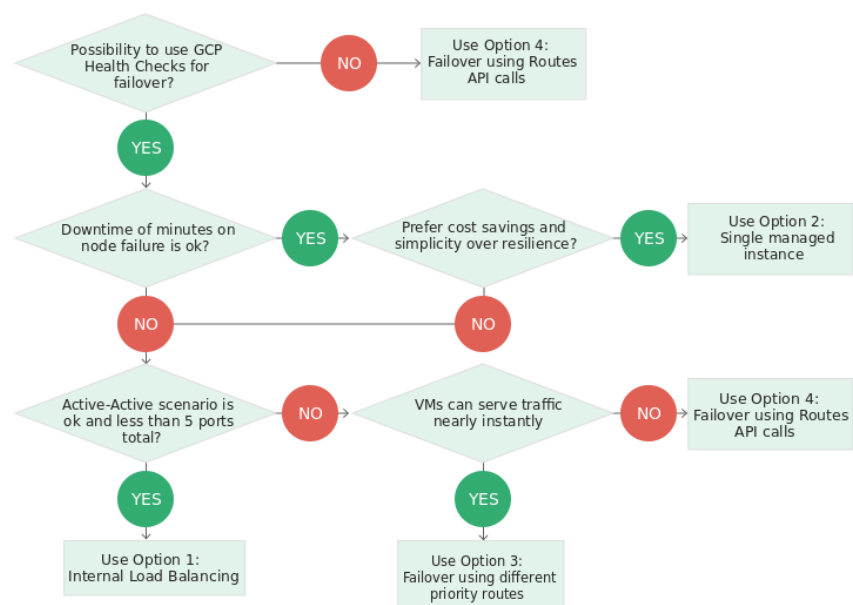 Possibility to use GCP
Health Checks for
failover?
NO
Use Option 4:
Failover using Routes
API calls
YES
Downtime of minutes on
node failure is ok?
YES
Prefer cost savings and
simplicity over resilience?
YES
Use Option 2:
Single managed
instance
NO
NO
Active-Active scenario is
ok and less than 5 ports
total?
NO
VMs can serve traffic
nearly instantly
NO
Use Option 4:
Failover using Routes
API calls
YES
YES
Use Option 1:
Internal Load Balancing
Use Option 3:
Failover using different
priority routes